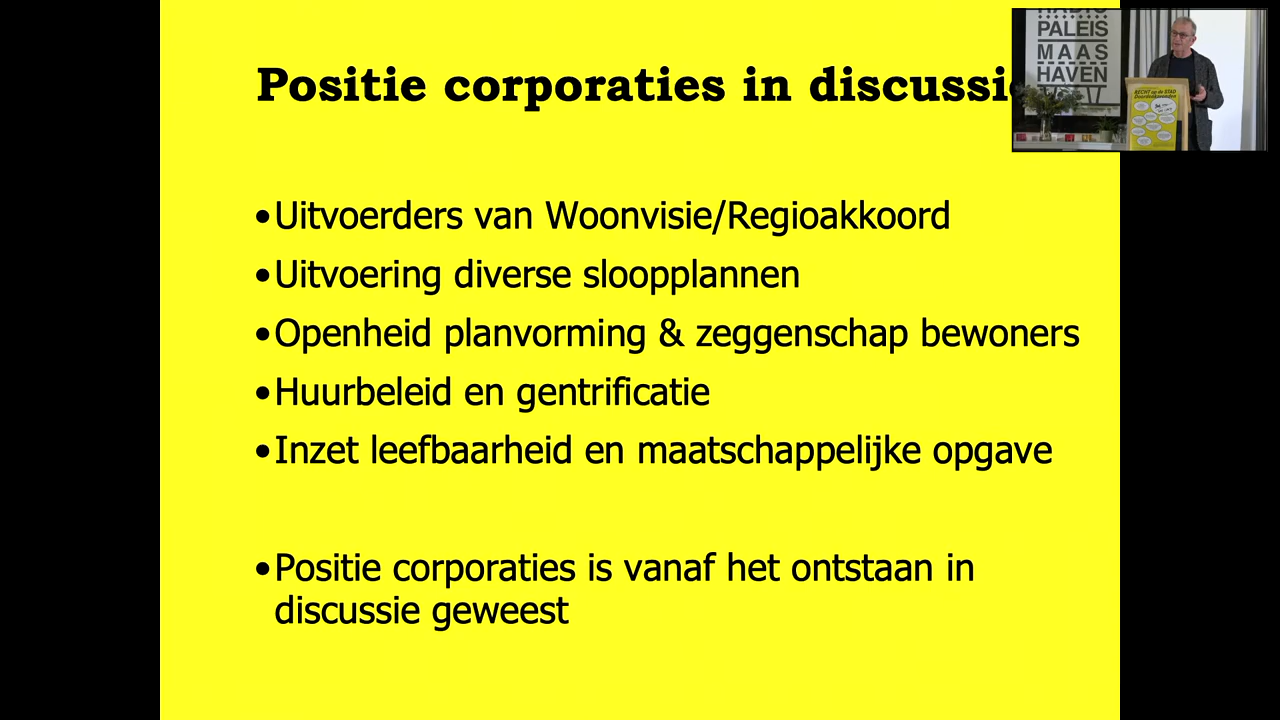 Positie corporaties in discussie
PALEIS
MAAS
HAVEN
•Uitvoerders van Woonvisie/Regioakkoord
•Uitvoering diverse sloopplannen
•Openheid planvorming & zeggenschap bewoners
•Huurbeleid en gentrificatie
•Inzet leefbaarheid en maatschappelijke opgave
•Positie corporaties is vanaf het ontstaan in
discussie geweest